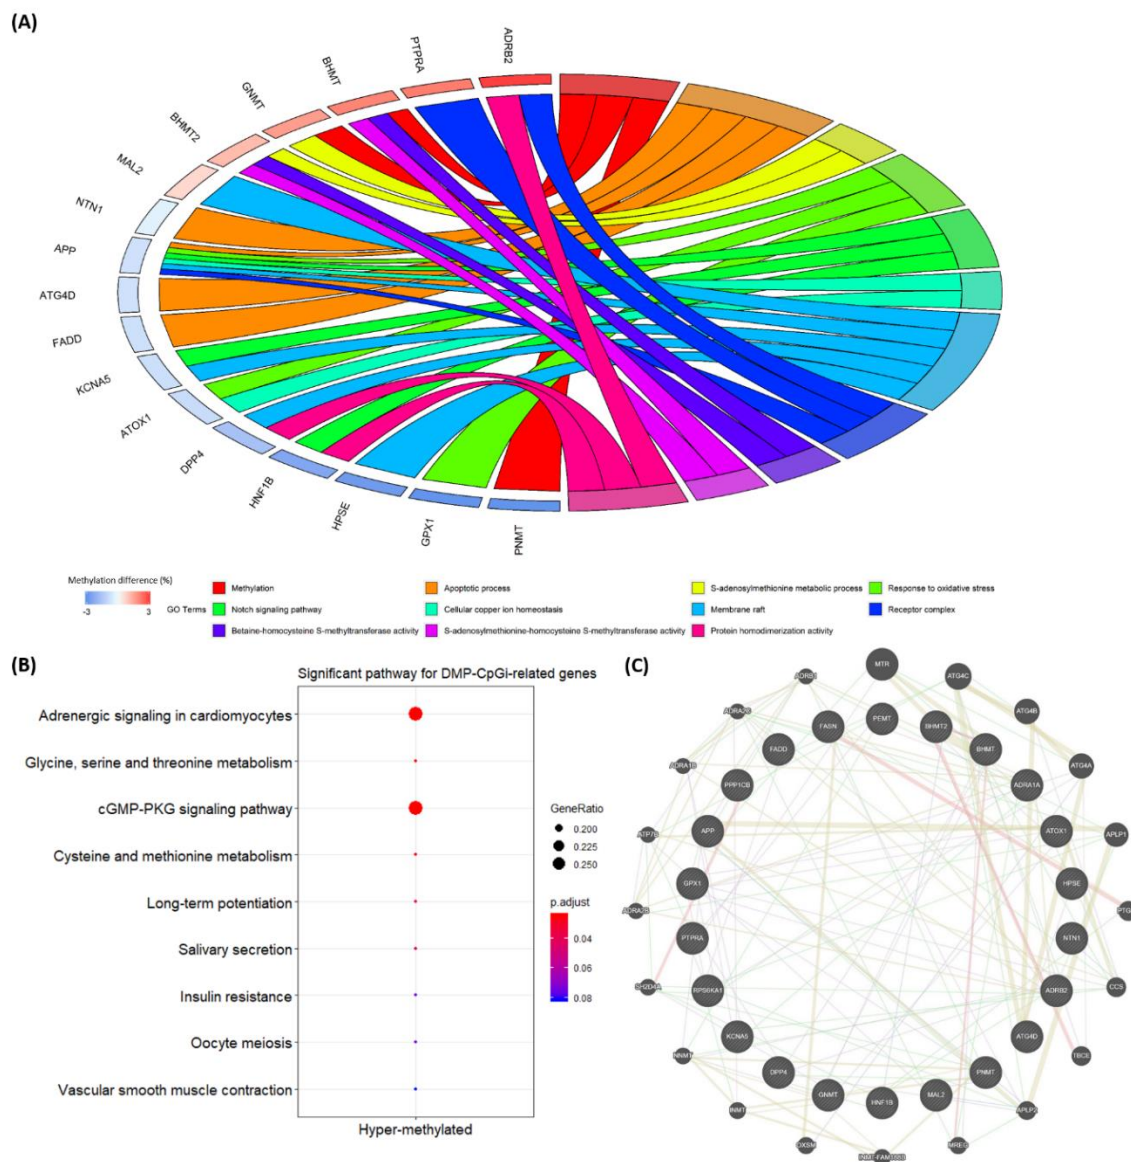 (A)
ADRB2
PTPRA
BHMT
GNMT
BHMT2
MAL2
NTN1
APP
ATG4D
FADD
KCNA5
ATOX1
DPP4
HNF1B
HPSE
GPX1
PNMT
Methylation difference (%)
-3 3
GO Terms
Methylation Apoptotic process S-adenosylmethionine metabolic process Response to oxidative stress
Notch signaling pathway Cellular copper ion homeostasis Membrane raft Receptor complex
Betaine-homocysteine S-methyltransferase activity S-adenosylmethionine-homocysteine S-methyltransferase activity Protein homodimerization activity
(B)
Significant pathway for DMP-CpGi-related genes
Adrenergic signaling in cardiomyocytes
Glycine, serine and threonine metabolism
cGMP-PKG signaling pathway
Cysteine and methionine metabolism
Long-term potentiation
Salivary secretion
Insulin resistance
Oocyte meiosis
Vascular smooth muscle contraction
Hyper-methylated
GeneRatio
0.200
0.225
0.250
p.adjust
0.04
0.06
0.08
(C)
MTR
ATG4C
ATG4B
ATG4A
APLP1
CCS
TBCE
APLP2
MREG
OXSM
INMT
NNMT
SH2D4A
PEMT
BHMT2
BHMT
ADRA1A
ATOX1
HPSE
NTN1
ADRB2
ATG4D
PNMT
MAL2
HNF1B
GNMT
DPP4
KCNA5
RPS6KA1
PTPRA
GPX1
APP
PPP1CB
FADD
FASN